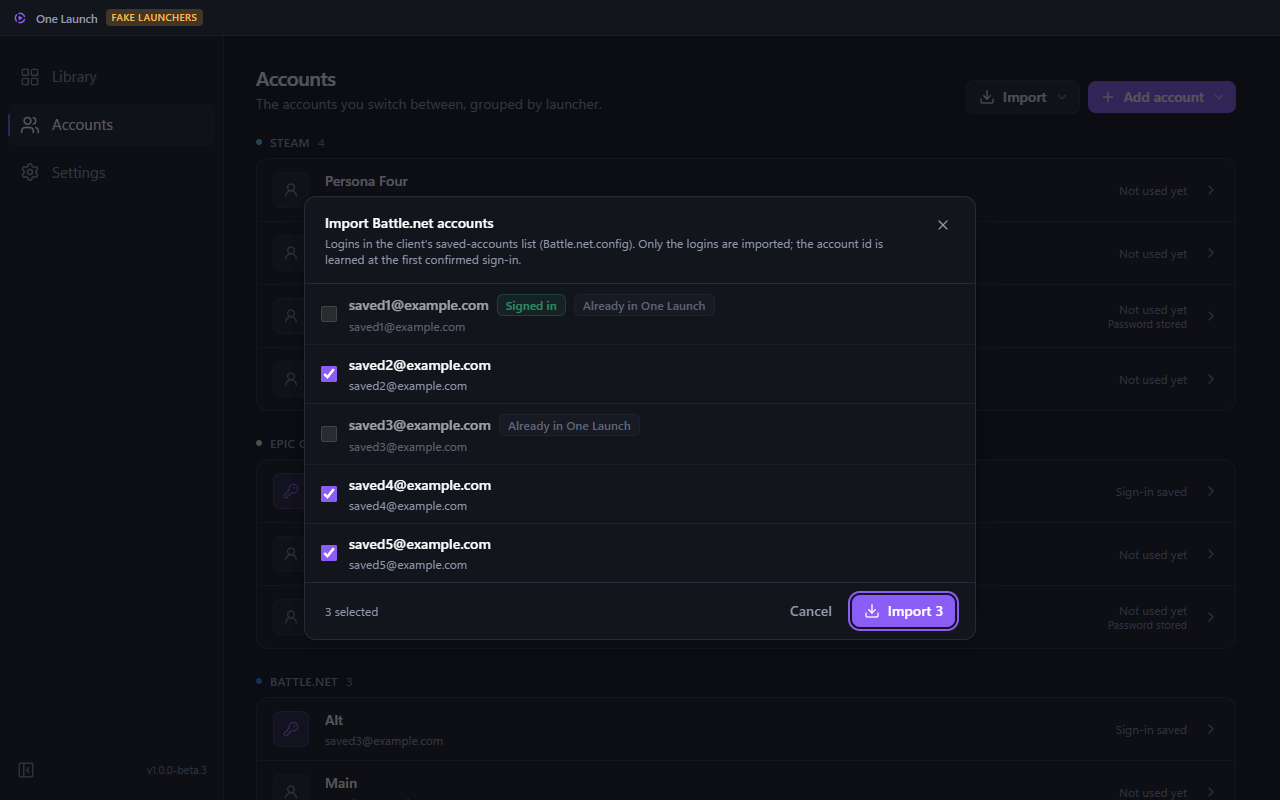 One Launch FAKE LAUNCHERS
Library
Accounts
Settings
Accounts
The accounts you switch between, grouped by launcher.
Import
Add account
STEAM 4
Persona Four
Not used yet
Not used yet
Not used yet
Password stored
Not used yet
Import Battle.net accounts
Logins in the client's saved-accounts list (Battle.net.config). Only the logins are imported; the account id is
learned at the first confirmed sign-in.
saved1@example.com Signed in Already in One Launch
saved1@example.com
saved2@example.com
saved2@example.com
saved3@example.com Already in One Launch
saved3@example.com
saved4@example.com
saved4@example.com
saved5@example.com
saved5@example.com
3 selected
Cancel
Import 3
EPIC
Sign-in saved
Not used yet
Not used yet
Password stored
BATTLE.NET 3
Alt
saved3@example.com
Sign-in saved
Main
Not used yet
v1.0.0-beta.3